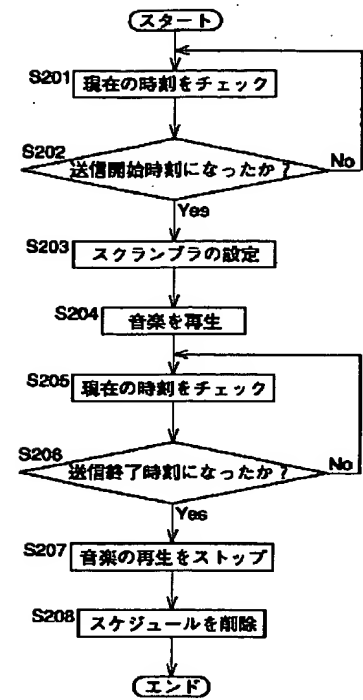 スタート
S201
現在の時刻をチェック
S202
送信開始時刻になったか?
No
Yes
S203
スクランブラの設定
S204
音楽を再生
S205
現在の時刻をチェック
S206
送信終了時刻になったか?
No
Yes
S207
音楽の再生をストップ
S208
スケジュールを削除
エンド